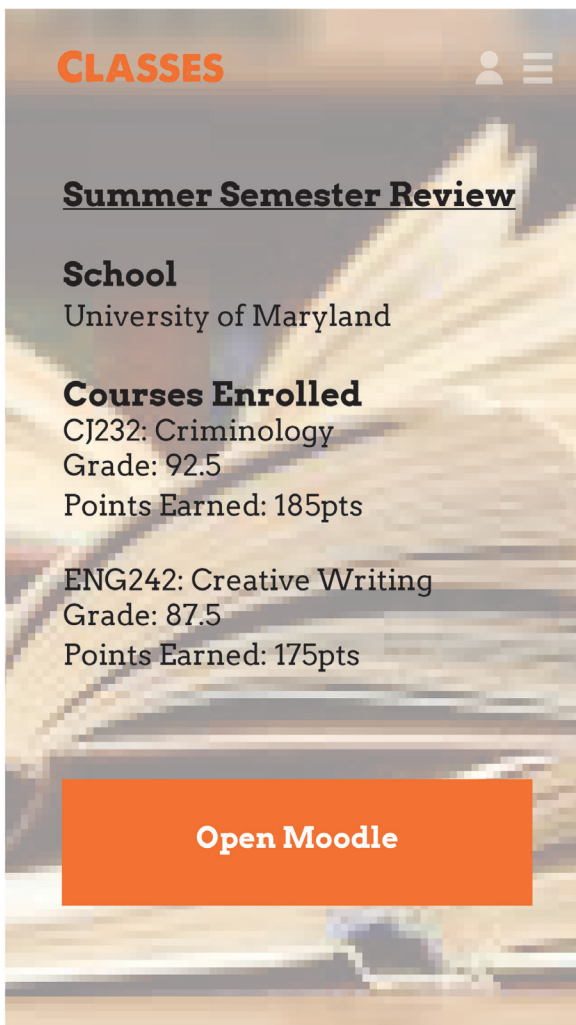 CLASSES
Summer Semester Review
School
University of Maryland
Courses Enrolled
CJ232: Criminology
Grade: 92.5
Points Earned: 185pts
ENG242: Creative Writing
Grade: 87.5
Points Earned: 175pts
Open Moodle